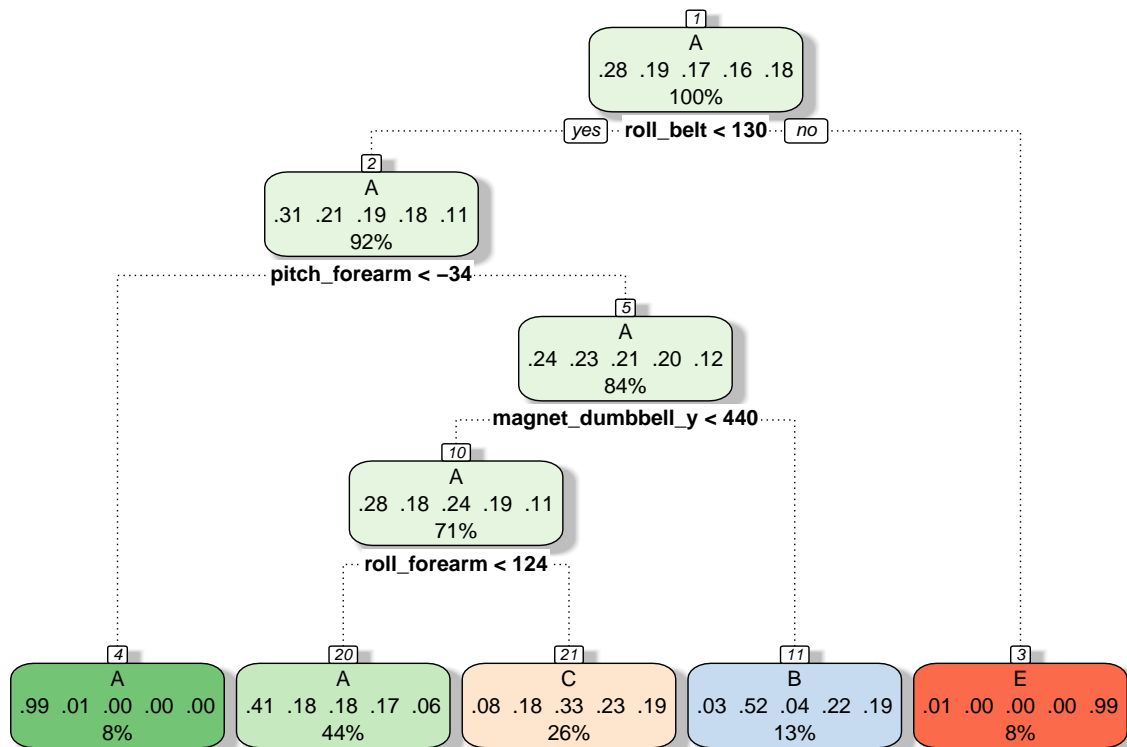 1
A
.28 .19 .17 .16 .18
100%
yes roll_belt < 130 no
2
A
.31 .21 .19 .18 .11
92%
pitch_forearm < −34
5
A
.24 .23 .21 .20 .12
84%
magnet_dumbbell_y < 440
10
A
.28 .18 .24 .19 .11
71%
roll_forearm < 124
4
A
.99 .01 .00 .00 .00
8%
20
A
.41 .18 .18 .17 .06
44%
21
C
.08 .18 .33 .23 .19
26%
11
B
.03 .52 .04 .22 .19
13%
3
E
.01 .00 .00 .00 .99
8%